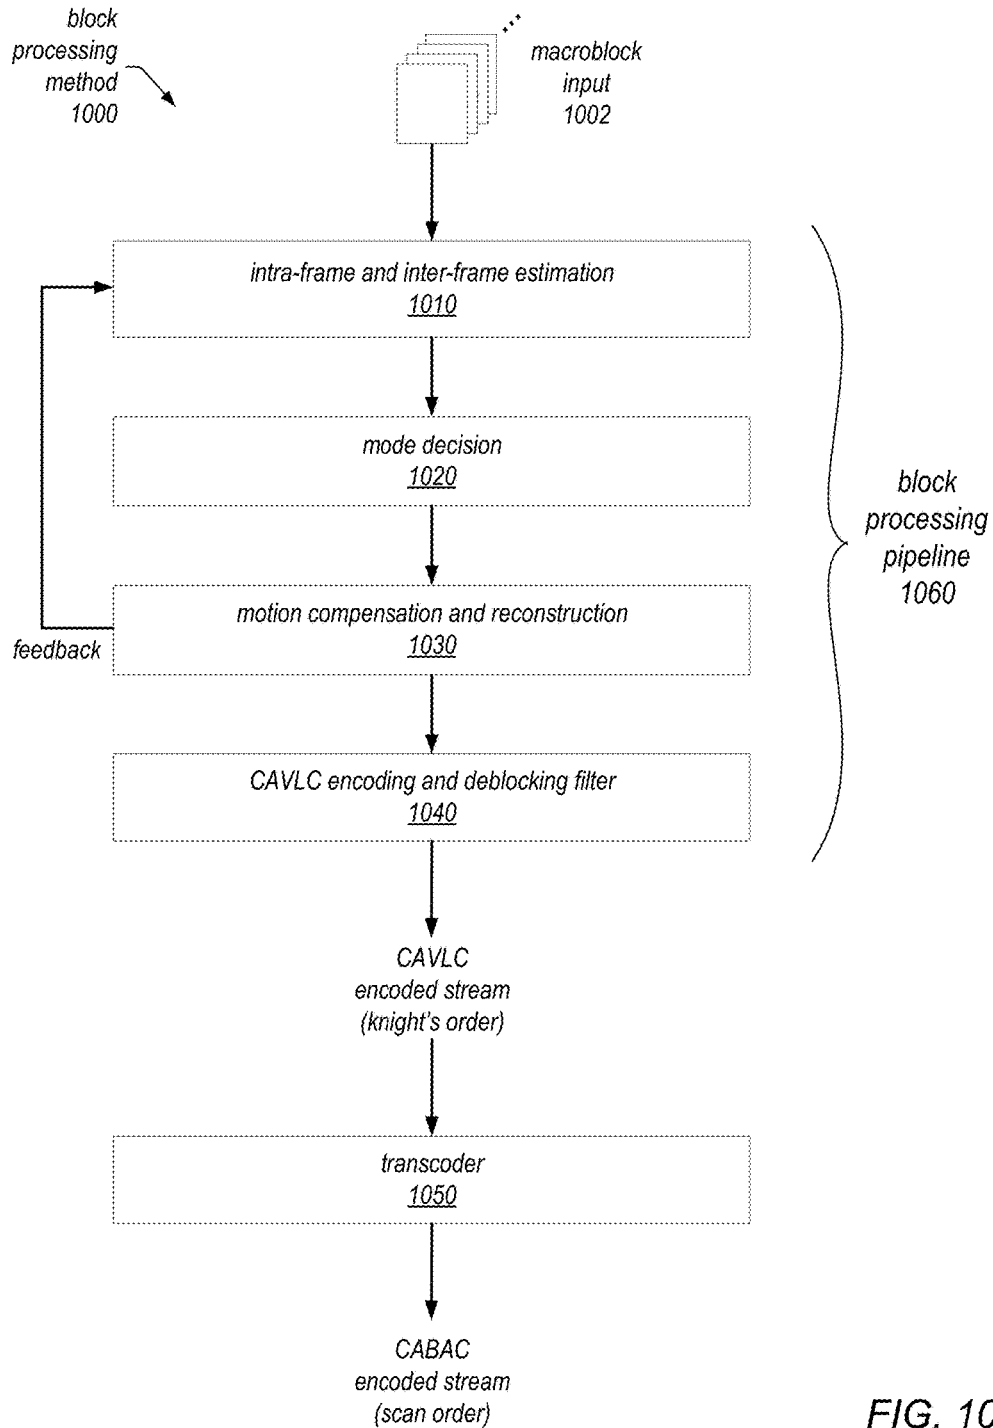 block
processing
method
1000
macroblock
input
1002
intra-frame and inter-frame estimation
1010
mode decision
1020
motion compensation and reconstruction
1030
feedback
CAVLC encoding and deblocking filter
1040
block
processing
pipeline
1060
CAVLC
encoded stream
(knight's order)
transcoder
1050
CABAC
encoded stream
(scan order)
FIG. 10